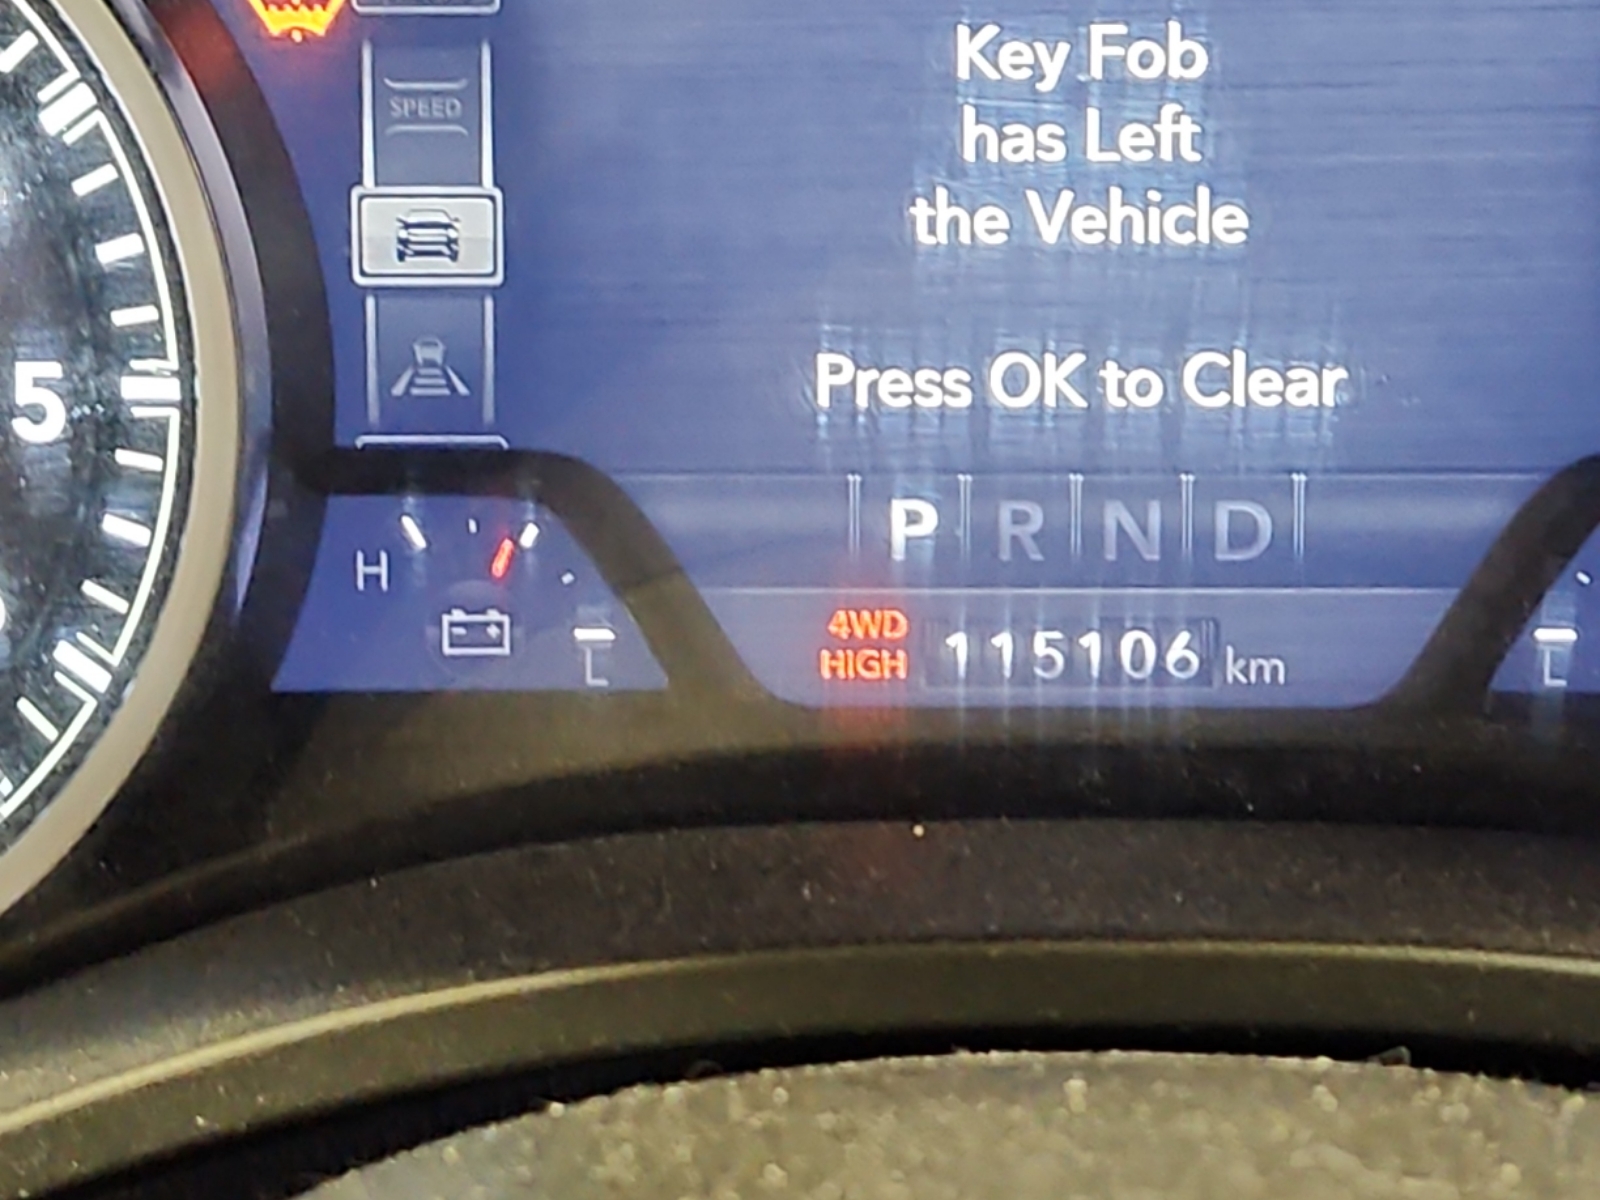 Key Fob
has Left
the Vehicle
SPEED
Press OK to Clear
5
P R N D
H
4WD
HIGH
115106 km
L
L